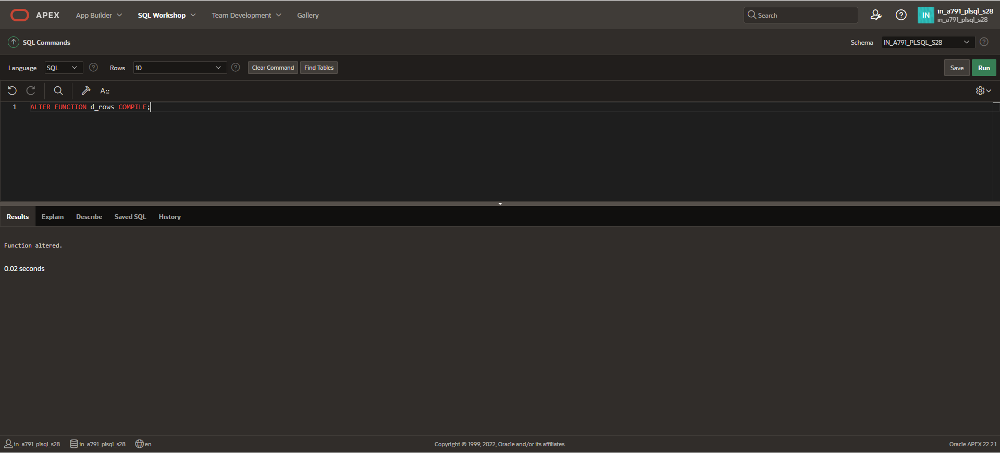 APEX App Builder SQL Workshop Team Development Gallery Search IN in_a791_plsql_s28
in_a791_plsql_s28
SQL Commands Schema IN_A791_PLSQL_S28
Language SQL Rows 10 Clear Command Find Tables Save Run
A::
1 ALTER FUNCTION d_rows COMPILE;
Results Explain Describe Saved SQL History
Function altered.
0.02 seconds
in_a791_plsql_s28 in_a791_plsql_s28 en Copyright © 1999, 2022, Oracle and/or its affiliates. Oracle APEX 22.2.1